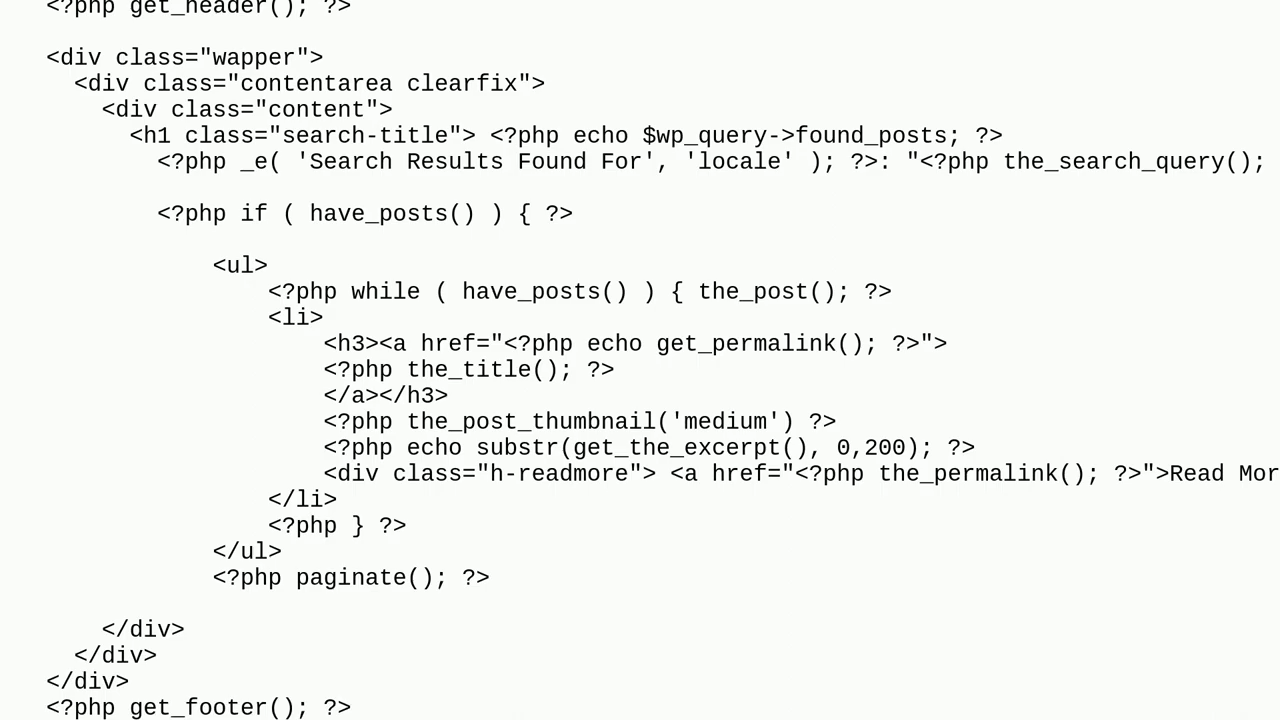 <?php get_header(); ?>
<div class="wapper">
<div class="contentarea clearfix">
<div class="content">
<h1 class="search-title"> <?php echo $wp_query->found_posts; ?>
<?php _e( 'Search Results Found For', 'locale' ); ?>: "<?php the_search_query();
<?php if ( have_posts() ) { ?>
<ul>
<?php while ( have_posts() ) { the_post(); ?>
<li>
<h3><a href="<?php echo get_permalink(); ?>">
<?php the_title(); ?>
</a></h3>
<?php the_post_thumbnail('medium') ?>
<?php echo substr(get_the_excerpt(), 0,200); ?>
<div class="h-readmore"> <a href="<?php the_permalink(); ?>">Read Mor
</li>
<?php } ?>
</ul>
<?php paginate(); ?>
</div>
</div>
</div>
<?php get_footer(); ?>